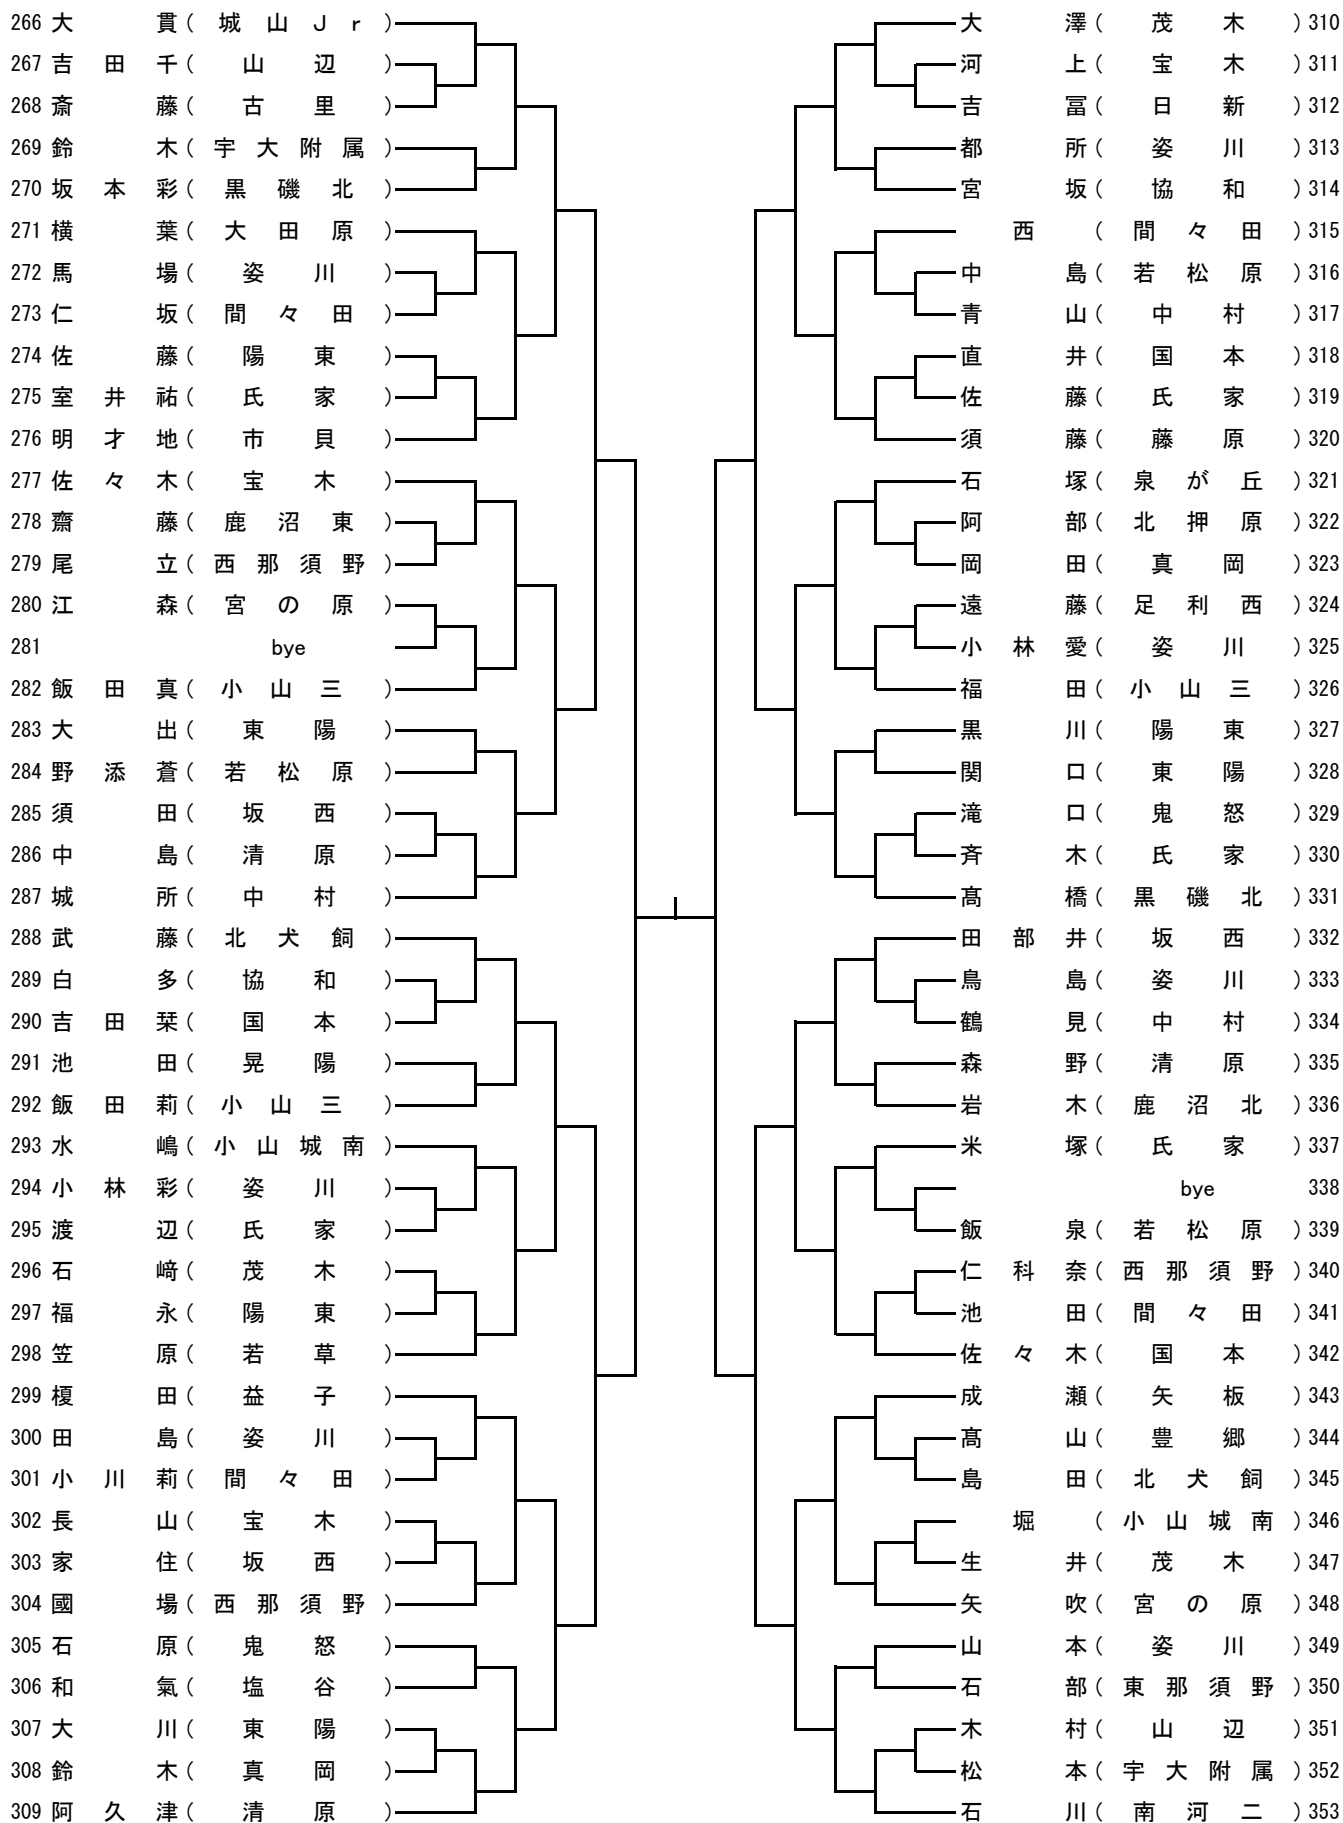 266 大貫 ( 城山Jr )
267 吉田千 ( 山辺 )
268 斎藤 ( 古里 )
269 鈴木 ( 宇大附属 )
270 坂本彩 ( 黒磯北 )
271 横葉 ( 大田原 )
272 馬場 ( 姿川 )
273 仁坂 ( 間々田 )
274 佐藤 ( 陽東 )
275 室井祐 ( 氏家 )
276 明才地 ( 市貝 )
277 佐々木 ( 宝木 )
278 齋藤 ( 鹿沼東 )
279 尾立 ( 西那須野 )
280 江森 ( 宮の原 )
281 bye
282 飯田真 ( 小山三 )
283 大出 ( 東陽 )
284 野添蒼 ( 若松原 )
285 須田 ( 坂西 )
286 中島 ( 清原 )
287 城所 ( 中村 )
288 武藤 ( 北犬飼 )
289 白多 ( 協和 )
290 吉田栞 ( 国本 )
291 池田 ( 晃陽 )
292 飯田莉 ( 小山三 )
293 水嶋 ( 小山城南 )
294 小林彩 ( 姿川 )
295 渡辺 ( 氏家 )
296 石﨑 ( 茂木 )
297 福永 ( 陽東 )
298 笠原 ( 若草 )
299 榎田 ( 益子 )
300 田島 ( 姿川 )
301 小川莉 ( 間々田 )
302 長山 ( 宝木 )
303 家住 ( 坂西 )
304 國場 ( 西那須野 )
305 石原 ( 鬼怒 )
306 和氣 ( 塩谷 )
307 大川 ( 東陽 )
308 鈴木 ( 真岡 )
309 阿久津 ( 清原 )
大澤 ( 茂木 ) 310
河上 ( 宝木 ) 311
吉冨 ( 日新 ) 312
都所 ( 姿川 ) 313
宮坂 ( 協和 ) 314
西 ( 間々田 ) 315
中島 ( 若松原 ) 316
青山 ( 中村 ) 317
直井 ( 国本 ) 318
佐藤 ( 氏家 ) 319
須藤 ( 藤原 ) 320
石塚 ( 泉が丘 ) 321
阿部 ( 北押原 ) 322
岡田 ( 真岡 ) 323
遠藤 ( 足利西 ) 324
小林愛 ( 姿川 ) 325
福田 ( 小山三 ) 326
黒川 ( 陽東 ) 327
関口 ( 東陽 ) 328
滝口 ( 鬼怒 ) 329
斉木 ( 氏家 ) 330
髙橋 ( 黒磯北 ) 331
田部井 ( 坂西 ) 332
鳥島 ( 姿川 ) 333
鶴見 ( 中村 ) 334
森野 ( 清原 ) 335
岩木 ( 鹿沼北 ) 336
米塚 ( 氏家 ) 337
bye 338
飯泉 ( 若松原 ) 339
仁科奈 ( 西那須野 ) 340
池田 ( 間々田 ) 341
佐々木 ( 国本 ) 342
成瀬 ( 矢板 ) 343
髙山 ( 豊郷 ) 344
島田 ( 北犬飼 ) 345
堀 ( 小山城南 ) 346
生井 ( 茂木 ) 347
矢吹 ( 宮の原 ) 348
山本 ( 姿川 ) 349
石部 ( 東那須野 ) 350
木村 ( 山辺 ) 351
松本 ( 宇大附属 ) 352
石川 ( 南河二 ) 353